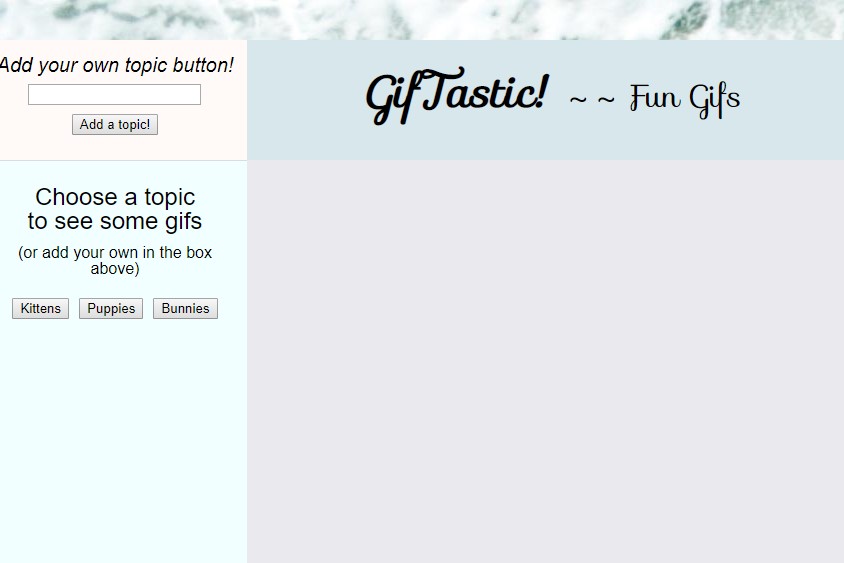 Add your own topic button!
Add a topic!
GifTastic! ~ ~ Fun Gifs
Choose a topic
to see some gifs
(or add your own in the box
above)
Kittens Puppies Bunnies